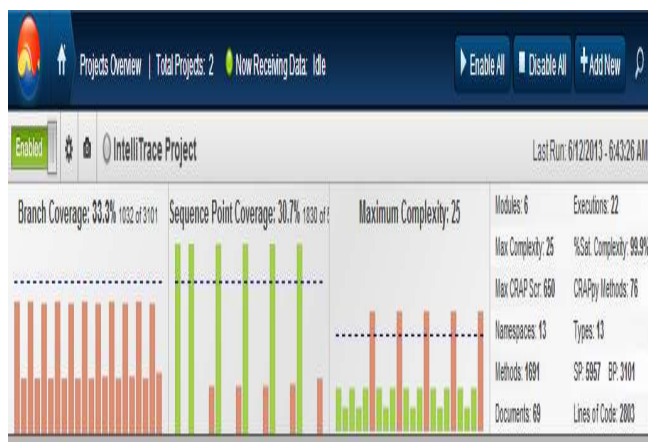 Projects Overview | Total Projects: 2 Now Receiving Data: Idle
Enable All Disable All Add New
Enabled IntelliTrace Project Last Run: 6/12/2013 - 6:43:26 AM
Branch Coverage: 33.3% 1032 of 3101
Sequence Point Coverage: 30.7% 1830 of 5
Maximum Complexity: 25
Modules: 6 Executions: 22
Max Complexity: 25 %Sat. Complexity: 99.9%
Max CRAP Scr: 650 CRAPpy Methods: 76
Namespaces: 13 Types: 13
Methods: 1691 SP: 5957 BP: 3101
Documents: 69 Lines of Code: 2803